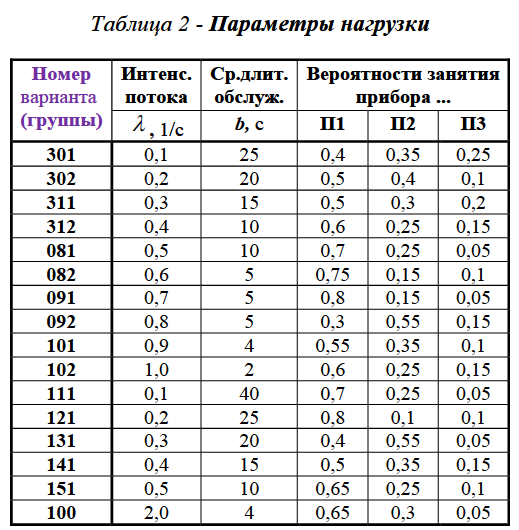 Таблица 2 - Параметры нагрузки
Номер варианта (группы) Интенс. потока λ, 1/с Ср.длит. обслуж. b, с Вероятности занятия прибора ...
П1 П2 П3
301 0,1 25 0,4 0,35 0,25
302 0,2 20 0,5 0,4 0,1
311 0,3 15 0,5 0,3 0,2
312 0,4 10 0,6 0,25 0,15
081 0,5 10 0,7 0,25 0,05
082 0,6 5 0,75 0,15 0,1
091 0,7 5 0,8 0,15 0,05
092 0,8 5 0,3 0,55 0,15
101 0,9 4 0,55 0,35 0,1
102 1,0 2 0,6 0,25 0,15
111 0,1 40 0,7 0,25 0,05
121 0,2 25 0,8 0,1 0,1
131 0,3 20 0,4 0,55 0,05
141 0,4 15 0,5 0,35 0,15
151 0,5 10 0,65 0,25 0,1
100 2,0 4 0,65 0,3 0,05